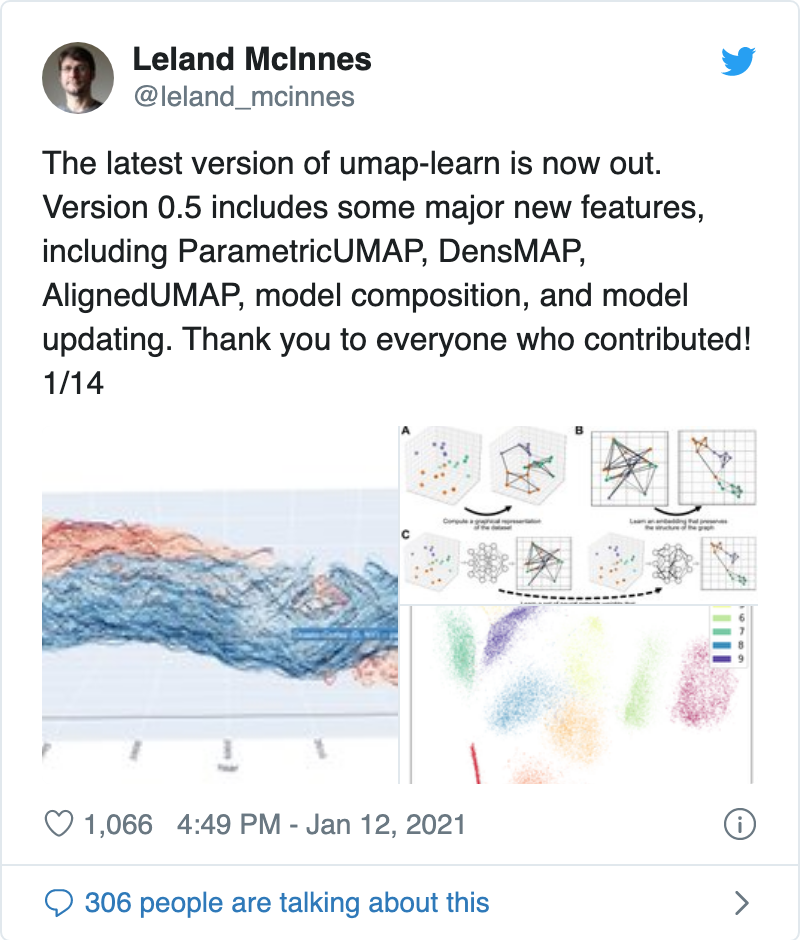 Leland McInnes
@leland_mcinnes
The latest version of umap-learn is now out.
Version 0.5 includes some major new features,
including ParametricUMAP, DensMAP,
AlignedUMAP, model composition, and model
updating. Thank you to everyone who contributed!
1/14
A
B
Compute a graphical representation
of the dataset
Learn an embedding that preserves
the structure of the graph
C
6
7
8
9
1,066 4:49 PM - Jan 12, 2021
306 people are talking about this